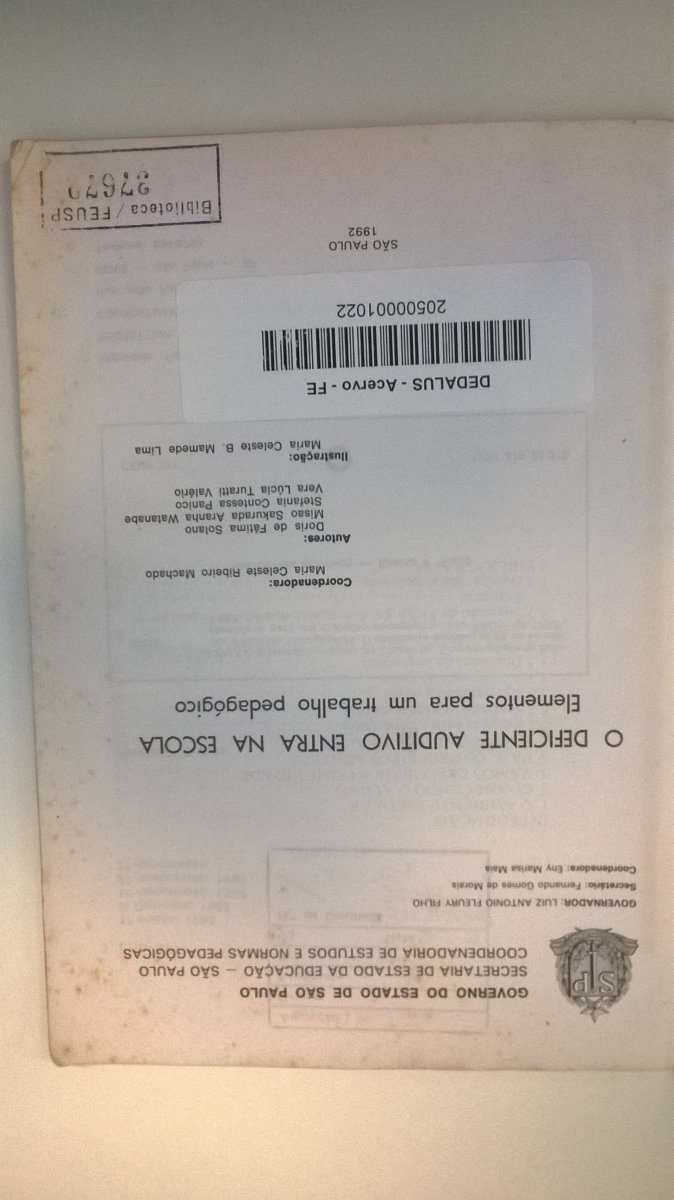 GOVERNO DO ESTADO DE SÃO PAULO
SECRETARIA DE ESTADO DA EDUCAÇÃO — SÃO PAULO
COORDENADORIA DE ESTUDOS E NORMAS PEDAGÓGICAS
GOVERNADOR: LUIZ ANTONIO FLEURY FILHO
Secretário: Fernando Gomes de Morais
Coordenadora: Eny Marisa Maia
O DEFICIENTE AUDITIVO ENTRA NA ESCOLA
Elementos para um trabalho pedagógico
Coordenadora:
Maria Celeste Ribeiro Machado
Autores:
Doris de Fátima Solano
Missao Sakurada Aranha Watanabe
Stefania Contessa Panico
Vera Lúcia Turatti Valério
Ilustração:
Maria Celeste B. Mamede Lima
DEDALUS - Acervo - FE
20500001022
SÃO PAULO
1992
Biblioteca / FEUSP